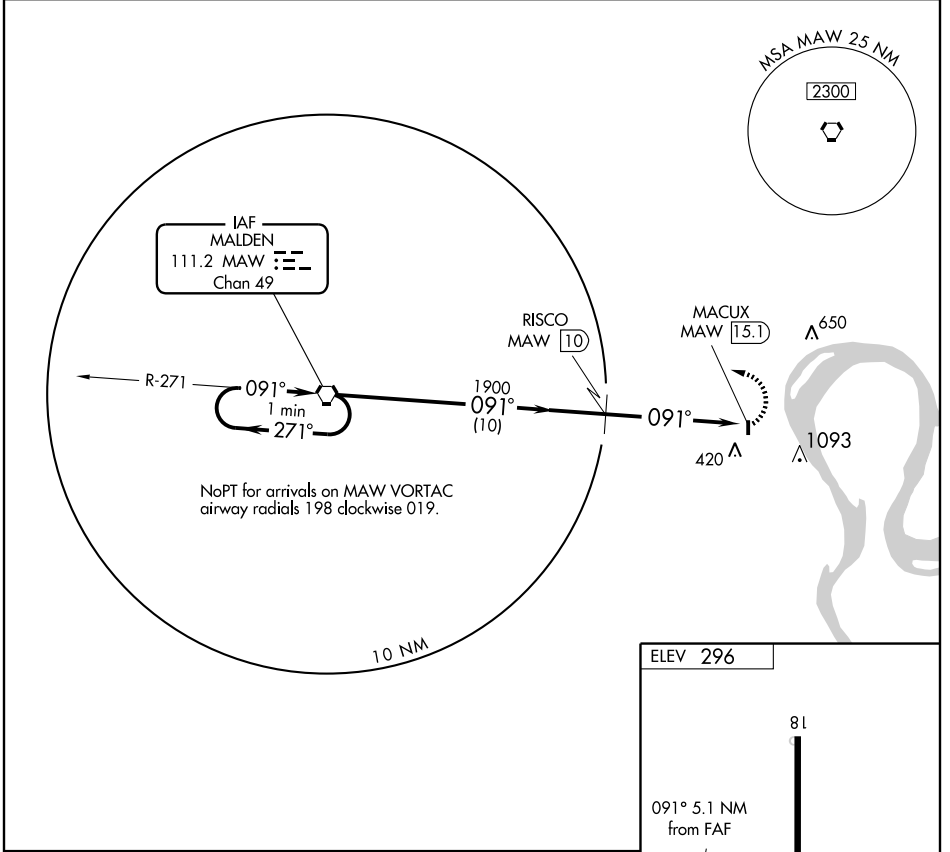 MSA MAW 25 NM
2300
IAF
MALDEN
111.2 MAW
Chan 49
RISCO
MAW 10
MACUX
MAW 15.1
650
R-271
091°
1 min
271°
1900
091°
(10)
091°
420
1093
NoPT for arrivals on MAW VORTAC
airway radials 198 clockwise 019.
10 NM
ELEV 296
18
091° 5.1 NM
from FAF